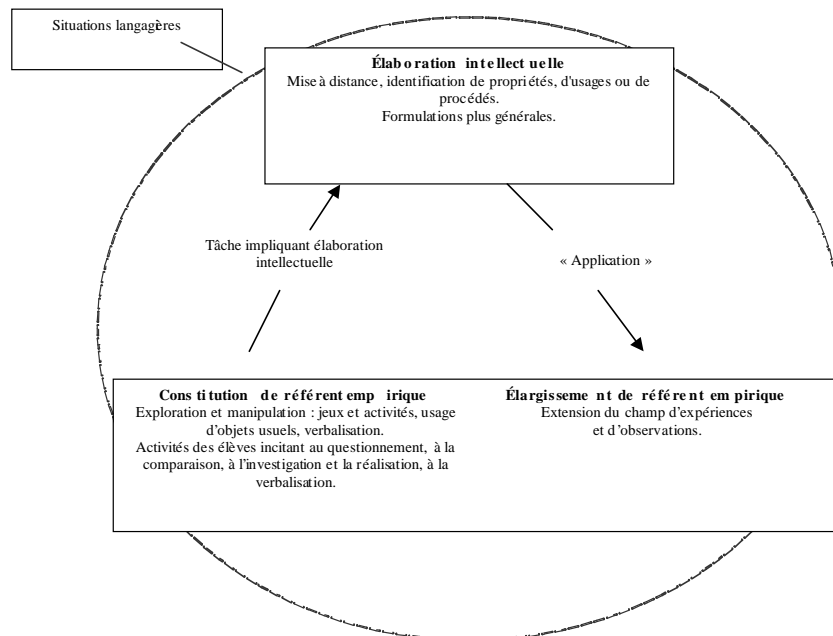 Situations langagères
Élaboration intellectuelle
Mise à distance, identification de propriétés, d'usages ou de
procédés.
Formulations plus générales.
Tâche impliquant élaboration
intellectuelle
« Application »
Constitution de référent empirique
Exploration et manipulation : jeux et activités, usage
d'objets usuels, verbalisation.
Activités des élèves incitant au questionnement, à la
comparaison, à l'investigation et la réalisation, à la
verbalisation.
Élargissement de référent empirique
Extension du champ d'expériences
et d'observations.